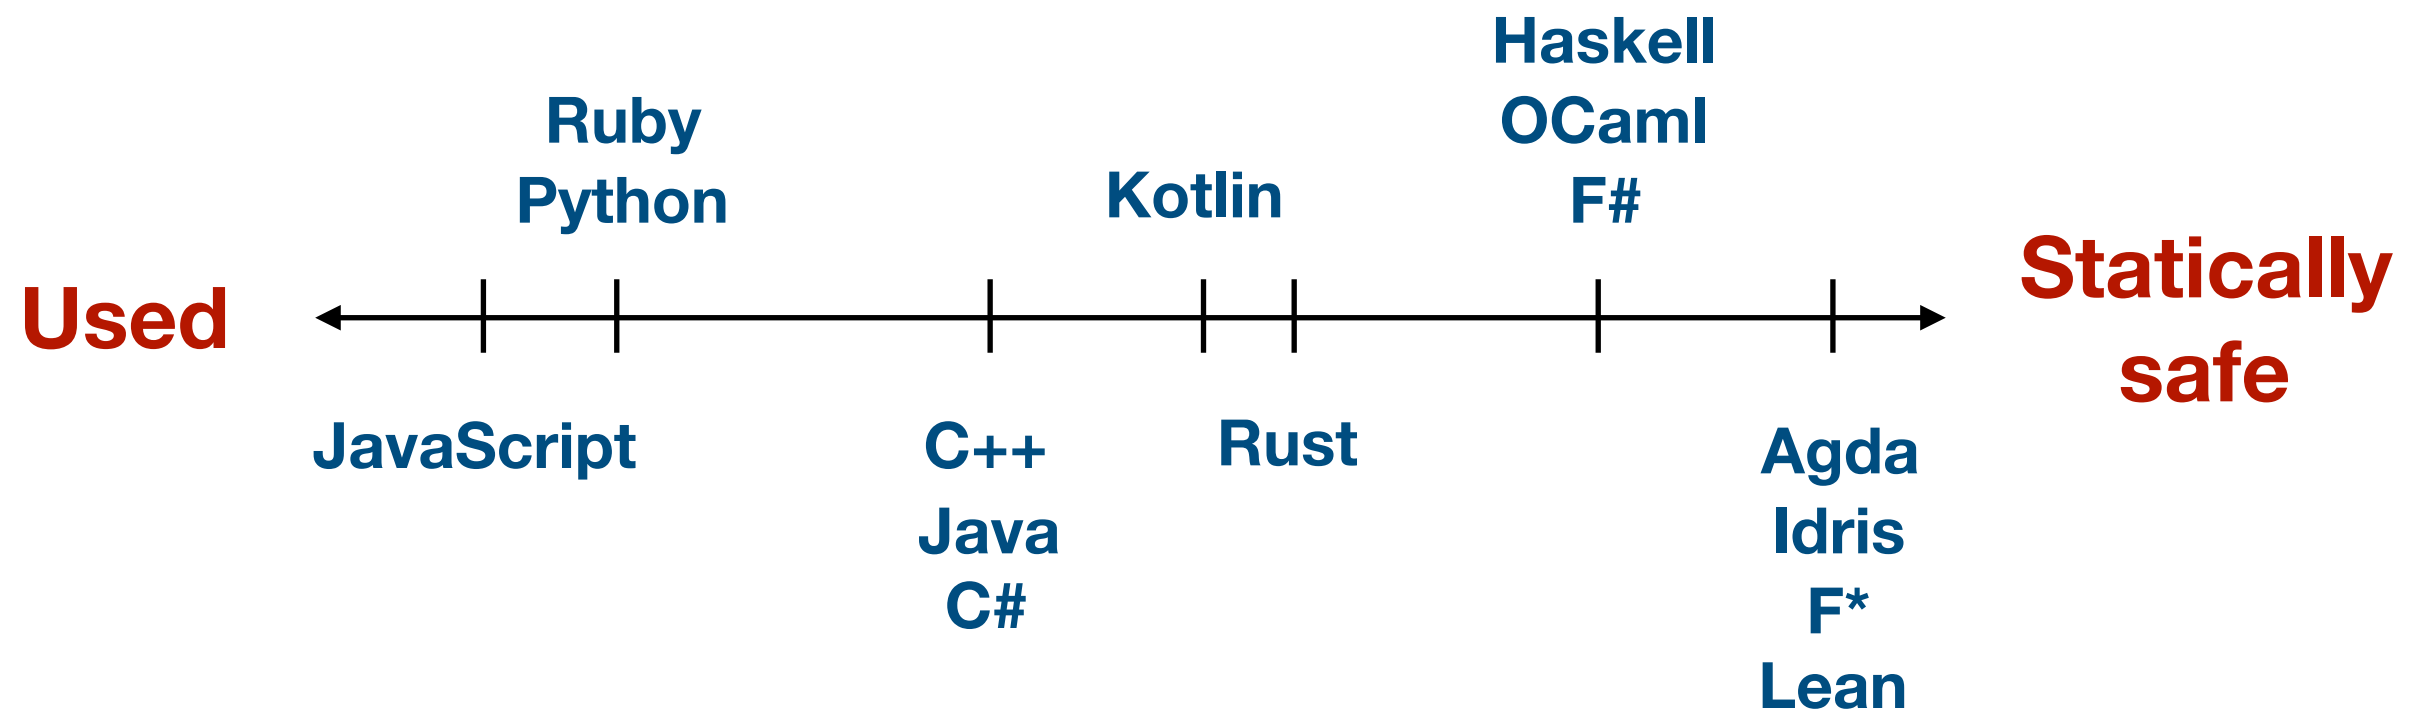 Used
Ruby
Python
JavaScript
C++
Java
C#
Kotlin
Rust
Haskell
OCaml
F#
Agda
Idris
F*
Lean
Statically
safe